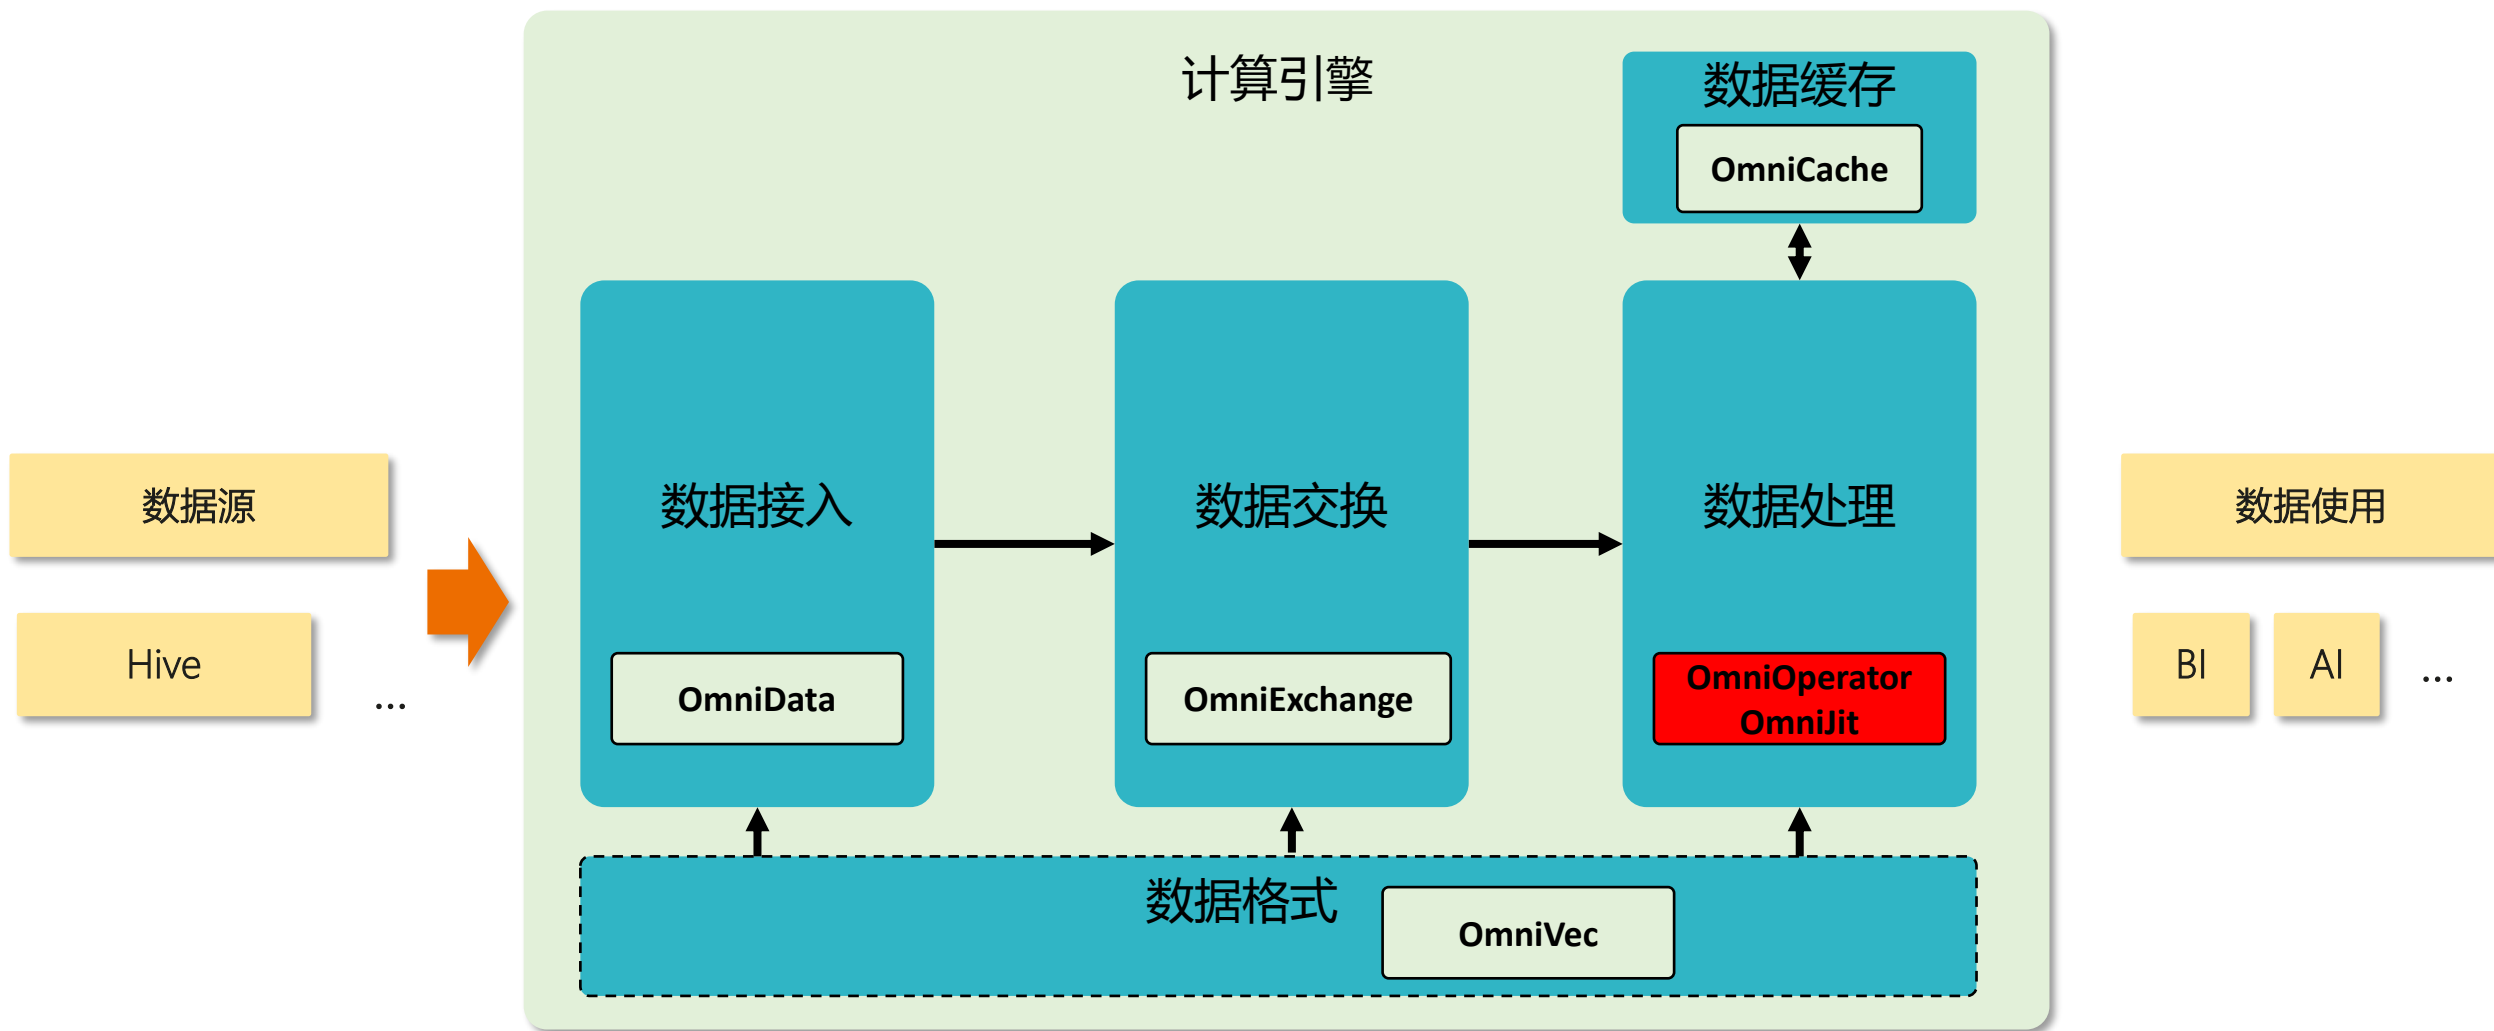 计算引擎
数据缓存
OmniCache
数据源
Hive
...
数据接入
OmniData
数据交换
OmniExchange
数据处理
OmniOperator
OmniJit
数据格式
OmniVec
数据使用
BI
AI
...